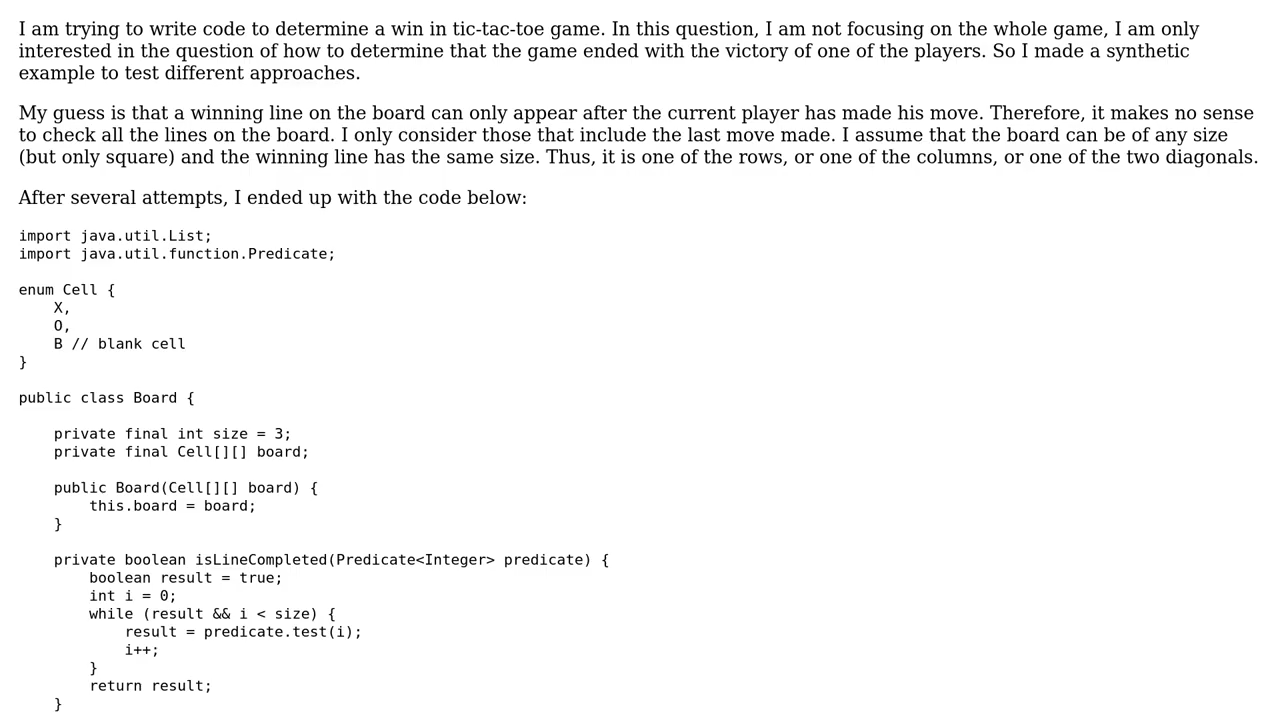 I am trying to write code to determine a win in tic-tac-toe game. In this question, I am not focusing on the whole game, I am only
interested in the question of how to determine that the game ended with the victory of one of the players. So I made a synthetic
example to test different approaches.
My guess is that a winning line on the board can only appear after the current player has made his move. Therefore, it makes no sense
to check all the lines on the board. I only consider those that include the last move made. I assume that the board can be of any size
(but only square) and the winning line has the same size. Thus, it is one of the rows, or one of the columns, or one of the two diagonals.
After several attempts, I ended up with the code below:
import java.util.List;
import java.util.function.Predicate;
enum Cell {
    X,
    O,
    B // blank cell
}
public class Board {
    private final int size = 3;
    private final Cell[][] board;
    public Board(Cell[][] board) {
        this.board = board;
    }
    private boolean isLineCompleted(Predicate<Integer> predicate) {
        boolean result = true;
        int i = 0;
        while (result && i < size) {
            result = predicate.test(i);
            i++;
        }
        return result;
    }